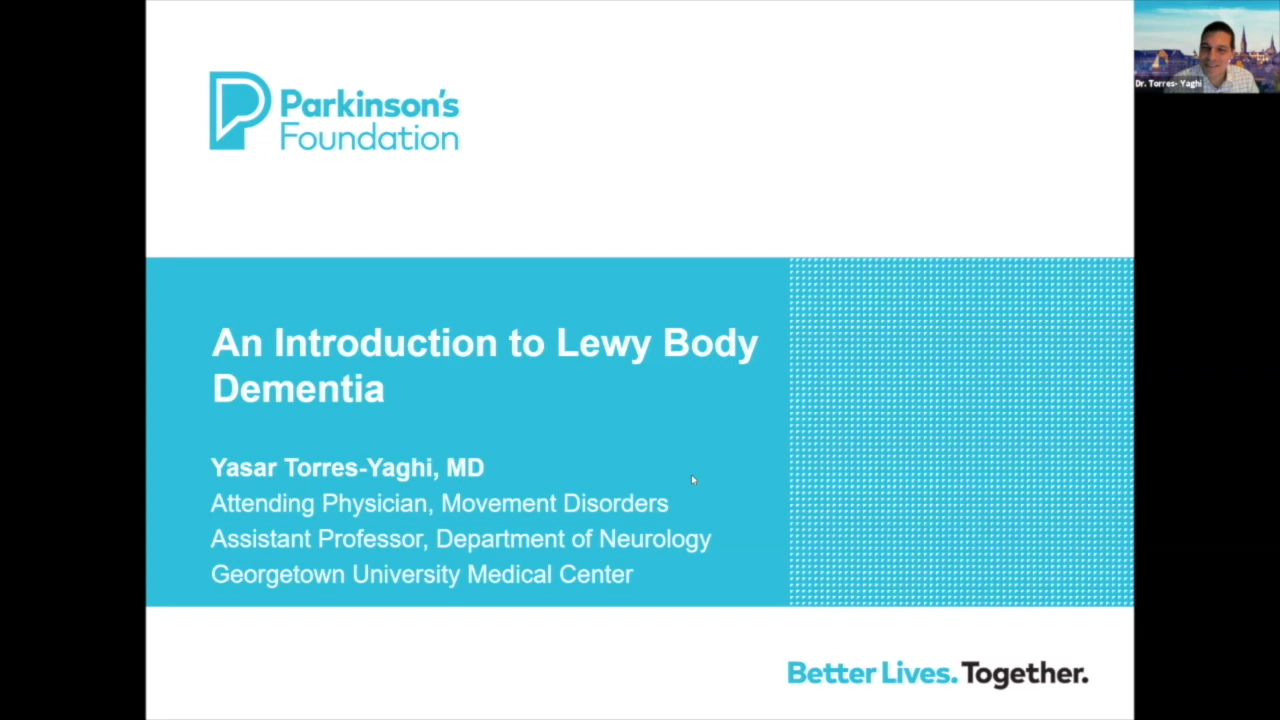 Parkinson's
Foundation
Dr. Torres- Yaghi
An Introduction to Lewy Body
Dementia
Yasar Torres-Yaghi, MD
Attending Physician, Movement Disorders
Assistant Professor, Department of Neurology
Georgetown University Medical Center
Better Lives. Together.